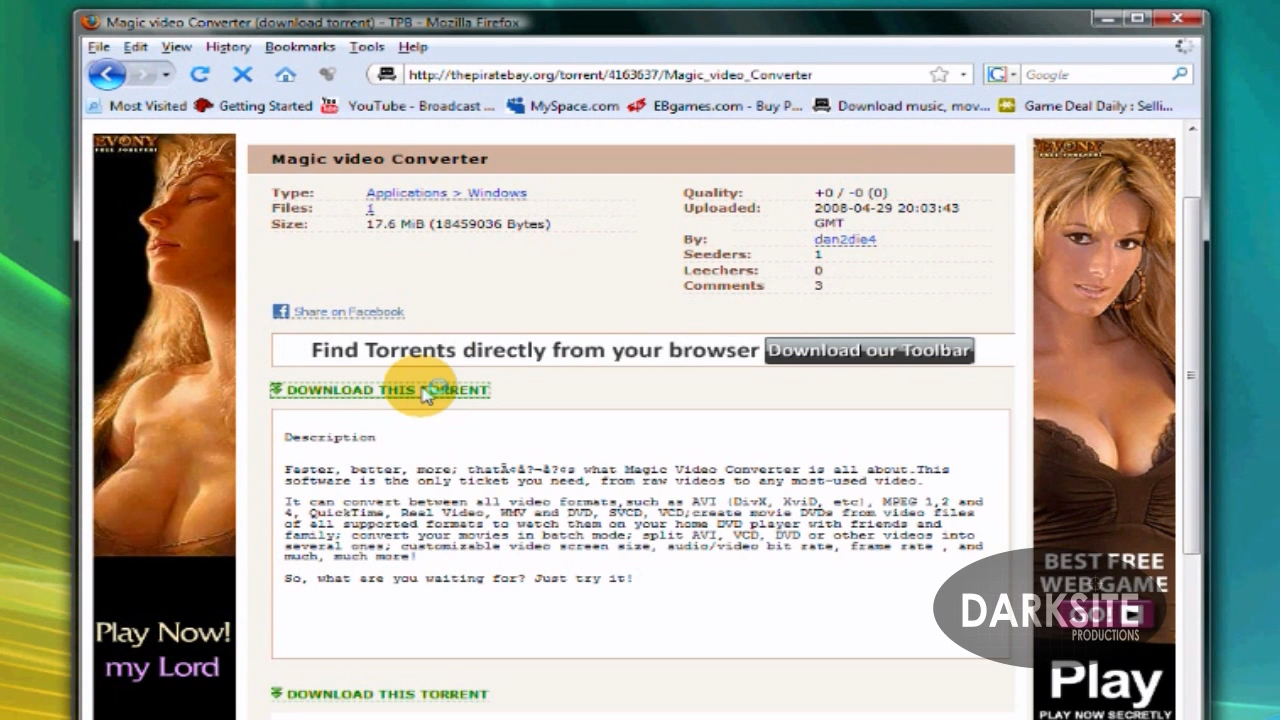 Magic video Converter (download torrent) - TPB - Mozilla Firefox
File Edit View History Bookmarks Tools Help
http://thepiratebay.org/torrent/4163637/Magic_video_Converter
Google
Most Visited Getting Started YouTube - Broadcast ... MySpace.com EBgames.com - Buy P... Download music, mov... Game Deal Daily : Selli...
EVONY
FREE FOREVER!
Magic video Converter
Type: Applications > Windows
Files: 1
Size: 17.6 MiB (18459036 Bytes)
Quality: +0 / -0 (0)
Uploaded: 2008-04-29 20:03:43
GMT
By: dan2die4
Seeders: 1
Leechers: 0
Comments 3
Share on Facebook
Find Torrents directly from your browser Download our Toolbar
DOWNLOAD THIS TORRENT
Description
Faster, better, more; what Magic Video Converter is all about.This
software is the only ticket you need, from raw videos to any most-used video.
It can convert between all video formats,such as AVI (DivX, XviD, etc), MPEG 1,2 and
4, QuickTime, Real Video, WMV and DVD, SVCD, VCD;create movie DVDs from video files
of all supported formats to watch them on your home DVD player with friends and
family; convert your movies in batch mode; split AVI, VCD, DVD or other videos into
several ones; customizable video screen size, audio/video bit rate, frame rate , and
much, much more!
So, what are you waiting for? Just try it!
DOWNLOAD THIS TORRENT
Play Now!
my Lord
EVONY
FREE FOREVER!
BEST FREE
WEB GAME
GO!
DARKSITE
PRODUCTIONS
Play
PLAY NOW SECRETLY